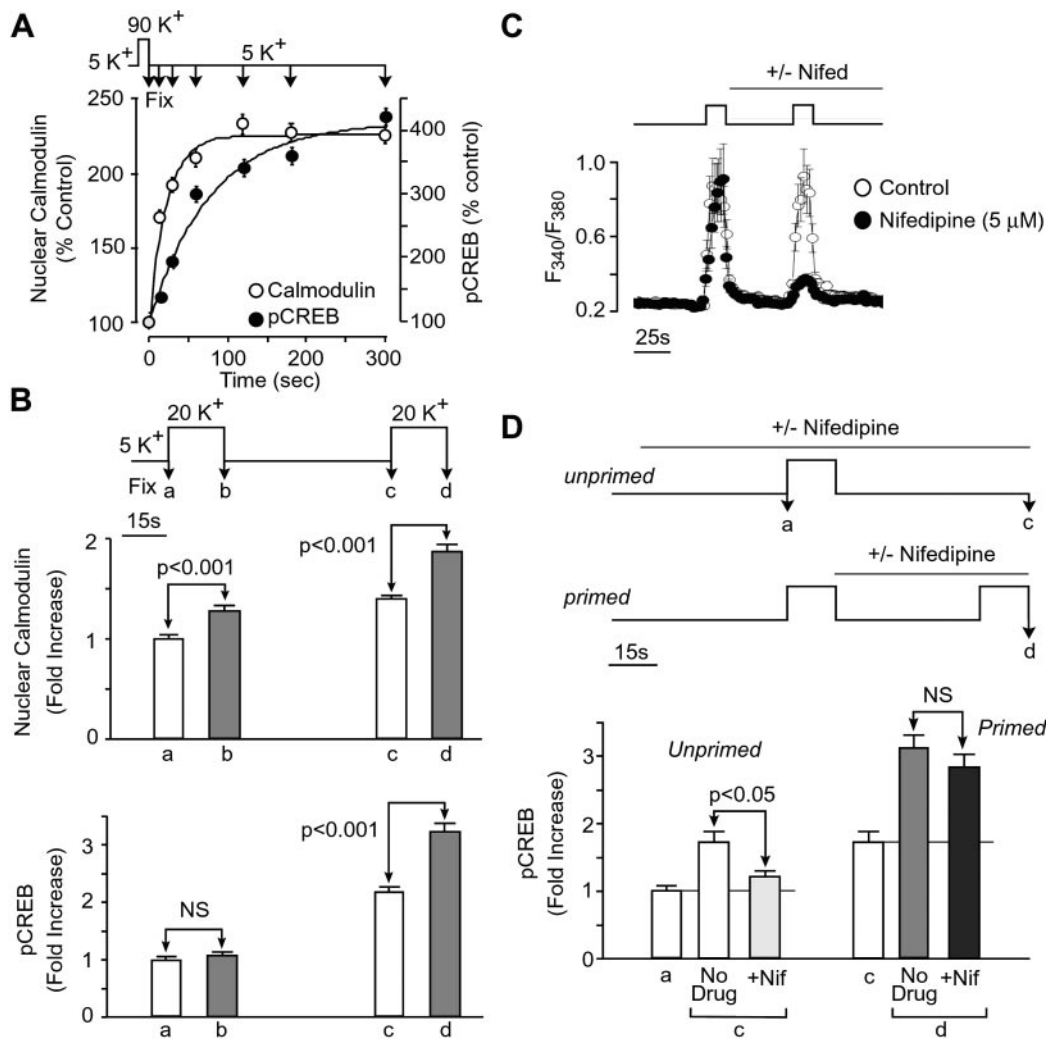 A
90 K+
5 K+
5 K+
Fix
250
200
150
100
Nuclear Calmodulin
(% Control)
400
300
200
100
pCREB (% control)
Calmodulin
pCREB
0
100
200
300
Time (sec)
B
20 K+
20 K+
5 K+
Fix
a
b
c
d
15s
2
1
0
Nuclear Calmodulin
(Fold Increase)
p<0.001
p<0.001
a
b
c
d
3
2
1
0
pCREB
(Fold Increase)
NS
p<0.001
a
b
c
d
C
+/- Nifed
1.0
0.6
0.2
F340/F380
Control
Nifedipine (5 μM)
25s
D
+/- Nifedipine
unprimed
a
c
+/- Nifedipine
primed
d
15s
3
2
1
0
pCREB
(Fold Increase)
Unprimed
p<0.05
NS
Primed
a
No
Drug
+Nif
c
c
No
Drug
+Nif
d